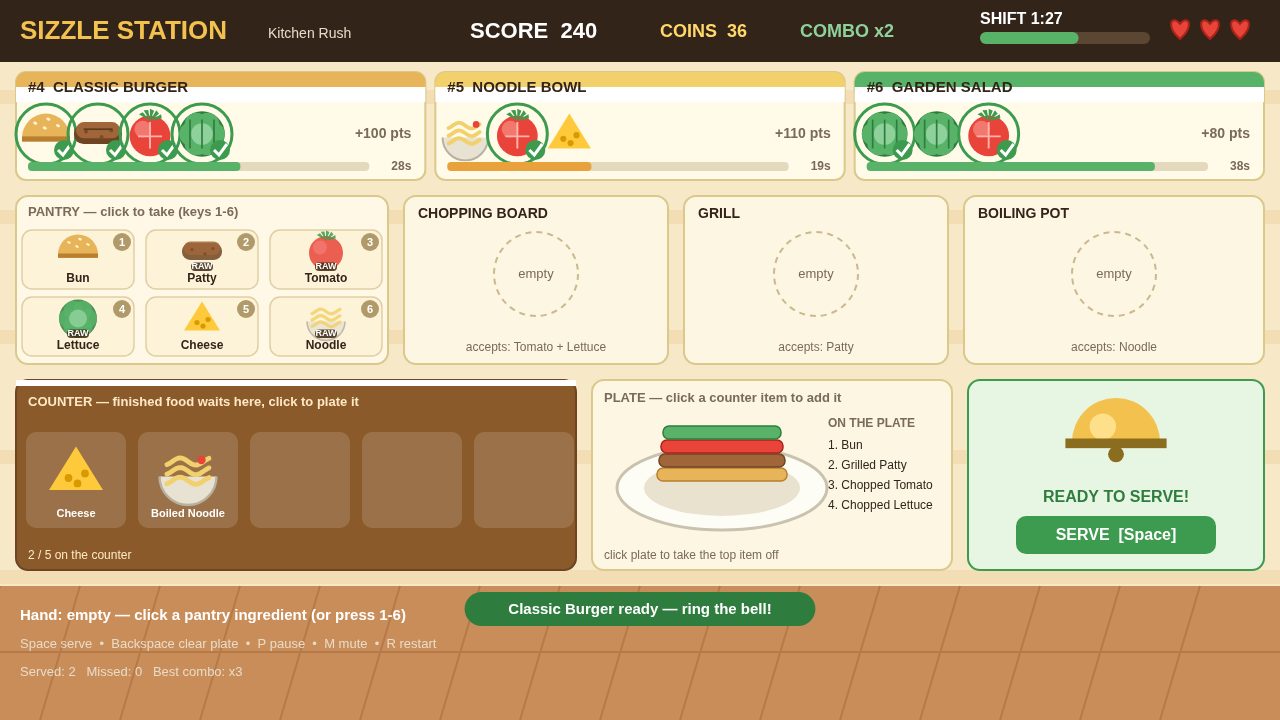 SIZZLE STATION
Kitchen Rush
SCORE 240
COINS 36
COMBO x2
SHIFT 1:27
#4 CLASSIC BURGER
+100 pts
28s
#5 NOODLE BOWL
+110 pts
19s
#6 GARDEN SALAD
+80 pts
38s
PANTRY — click to take (keys 1-6)
1
Bun
2
RAW
Patty
3
RAW
Tomato
4
RAW
Lettuce
5
Cheese
6
RAW
Noodle
CHOPPING BOARD
empty
accepts: Tomato + Lettuce
GRILL
empty
accepts: Patty
BOILING POT
empty
accepts: Noodle
COUNTER — finished food waits here, click to plate it
Cheese
Boiled Noodle
2 / 5 on the counter
PLATE — click a counter item to add it
ON THE PLATE
1. Bun
2. Grilled Patty
3. Chopped Tomato
4. Chopped Lettuce
click plate to take the top item off
READY TO SERVE!
SERVE [Space]
Classic Burger ready — ring the bell!
Hand: empty — click a pantry ingredient (or press 1-6)
Space serve • Backspace clear plate • P pause • M mute • R restart
Served: 2 Missed: 0 Best combo: x3